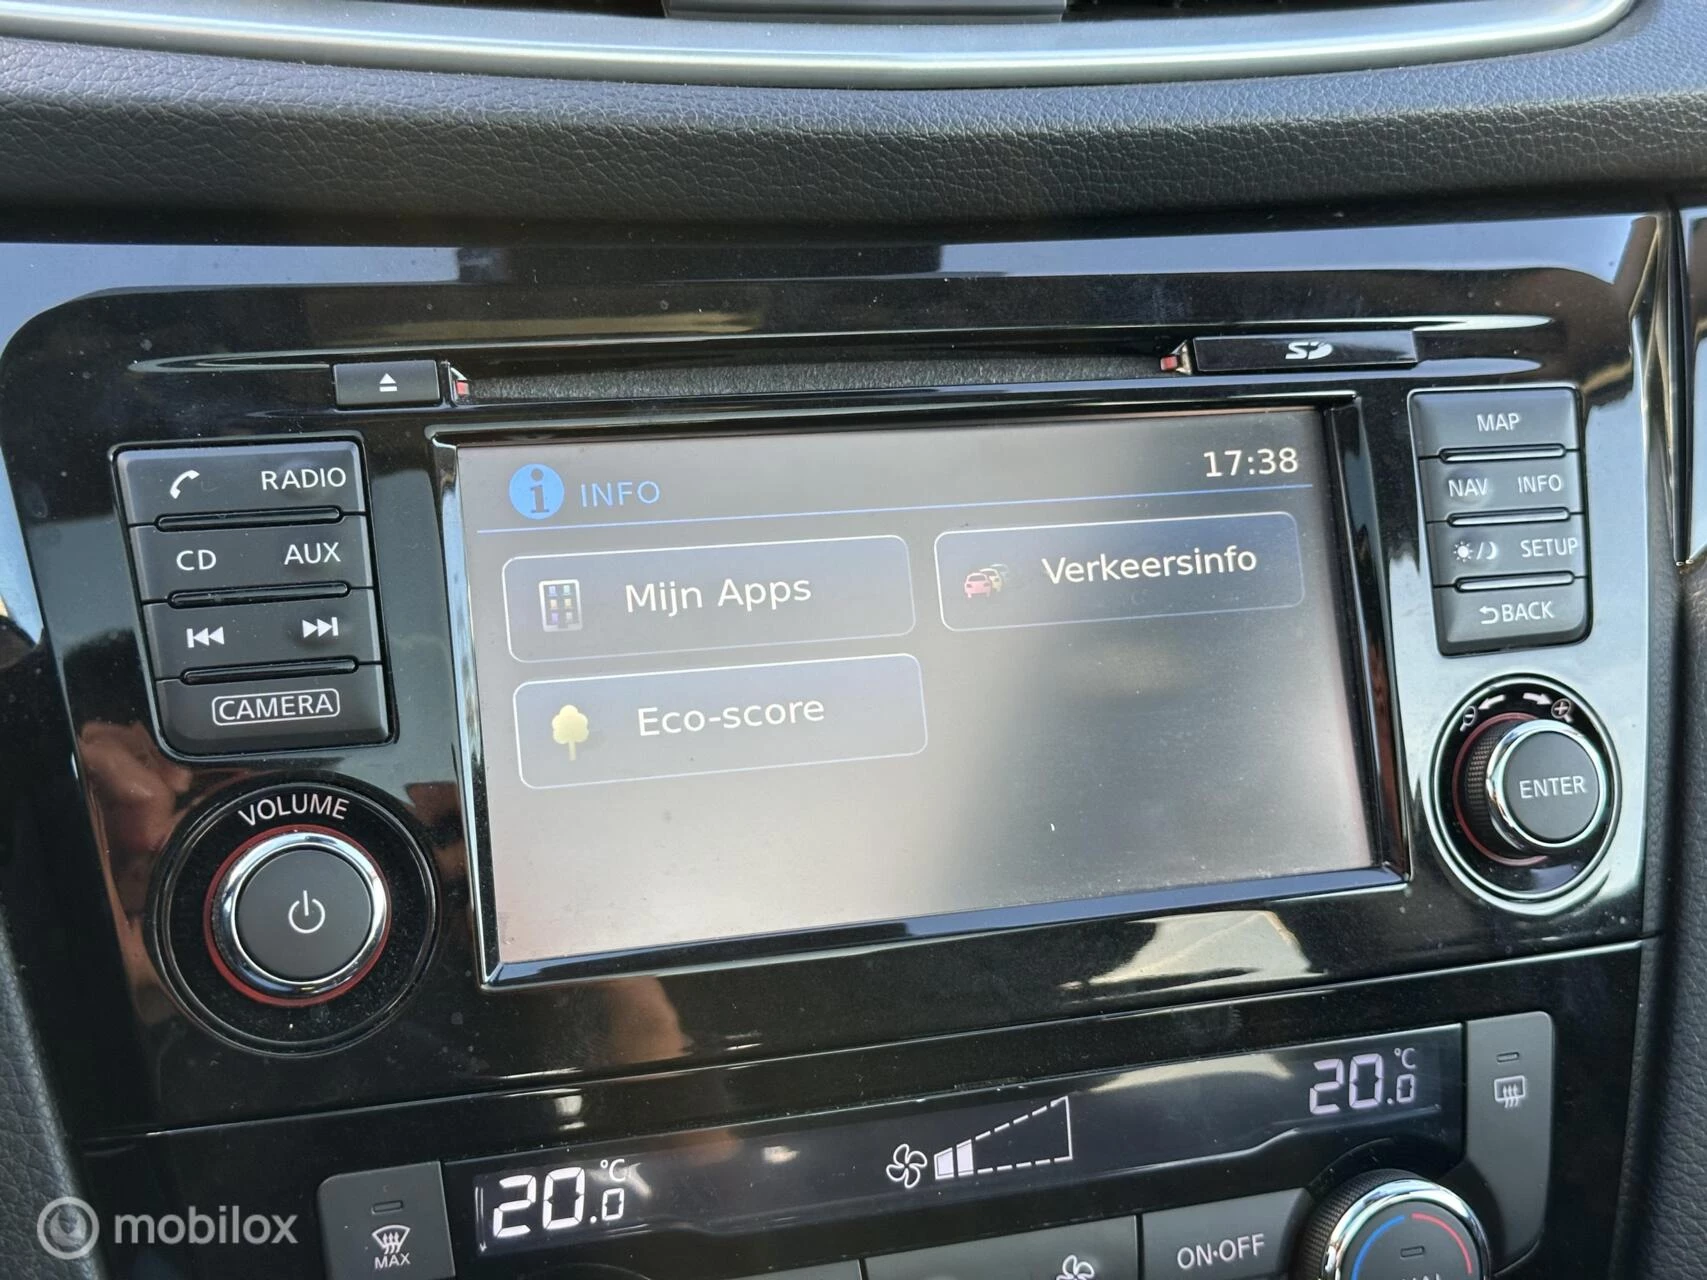 SD
MAP
RADIO
NAV INFO
CD AUX
SETUP
BACK
CAMERA
VOLUME
ENTER
INFO
17:38
Mijn Apps
Verkeersinfo
Eco-score
20.0 °C
20.0 °C
MAX
ON·OFF
mobilox